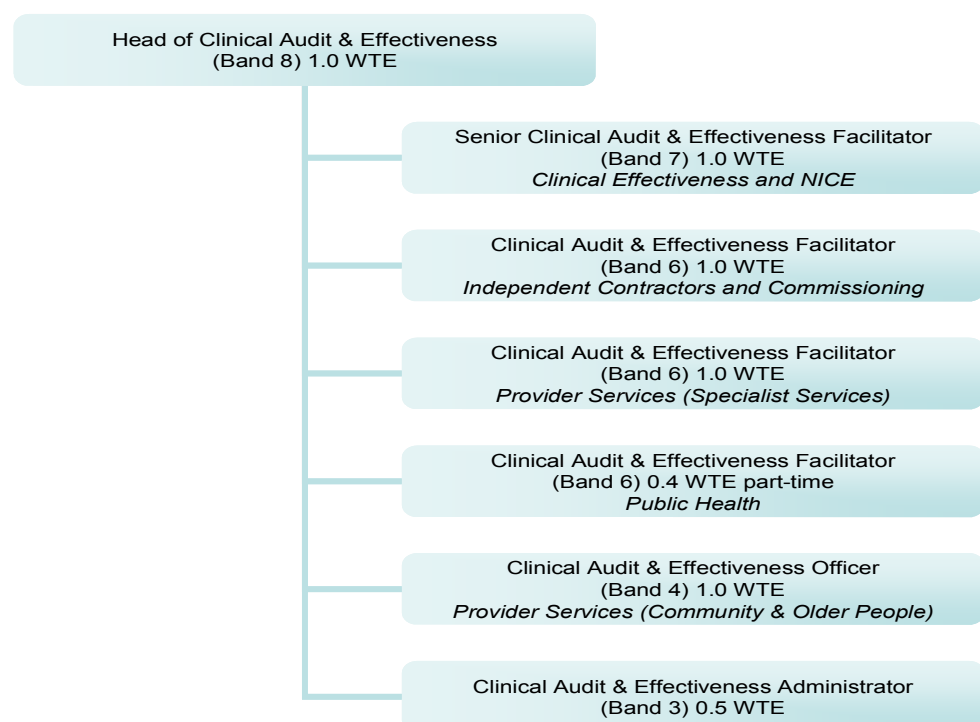 Head of Clinical Audit & Effectiveness
(Band 8) 1.0 WTE
Senior Clinical Audit & Effectiveness Facilitator
(Band 7) 1.0 WTE
Clinical Effectiveness and NICE
Clinical Audit & Effectiveness Facilitator
(Band 6) 1.0 WTE
Independent Contractors and Commissioning
Clinical Audit & Effectiveness Facilitator
(Band 6) 1.0 WTE
Provider Services (Specialist Services)
Clinical Audit & Effectiveness Facilitator
(Band 6) 0.4 WTE part-time
Public Health
Clinical Audit & Effectiveness Officer
(Band 4) 1.0 WTE
Provider Services (Community & Older People)
Clinical Audit & Effectiveness Administrator
(Band 3) 0.5 WTE